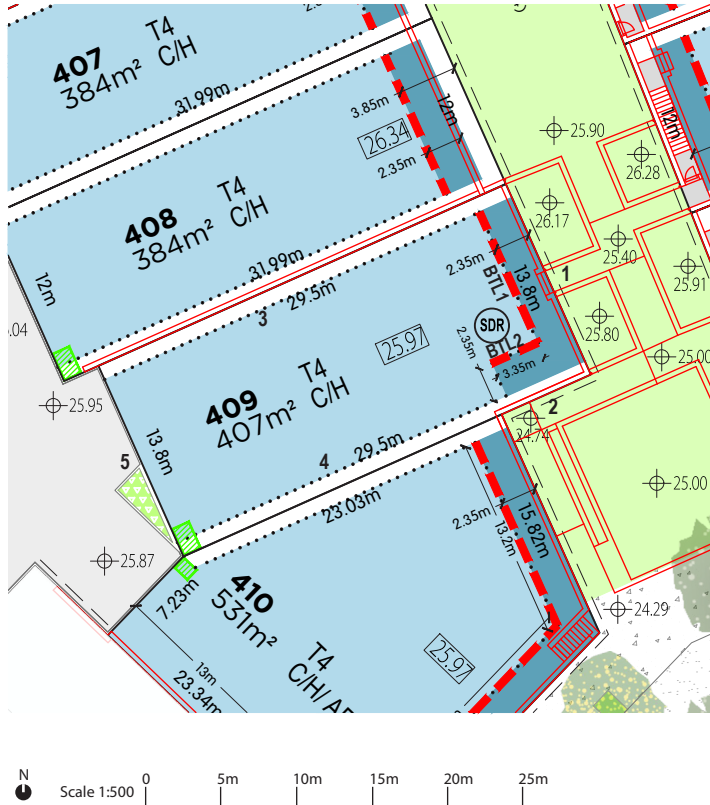 407
384m²
T4
C/H
31.99m
2.35m
3.85m
12m
26.34
2.35m
25.90
26.28
12m
26.17
25.40
25.91
408
384m²
T4
C/H
31.99m
12m
29.5m
3
2.35m
BTL1
13.8m
1
SDR
25.80
25.00
BTL2
2.35m
3.35m
25.97
.04
25.95
409
407m²
T4
C/H
29.5m
4
2
24.74
13.8m
5
23.03m
25.00
2.35m
13.2m
15.82m
25.87
7.23m
410
531m²
T4
C/H/
25.97
24.29
13m
23.34m
N
Scale 1:500 0 5m 10m 15m 20m 25m